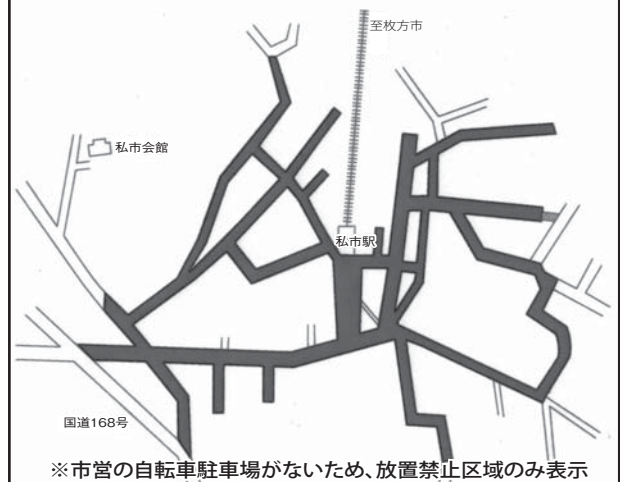 至枚方市
私市会館
私市駅
国道168号
※市営の自転車駐車場がないため、放置禁止区域のみ表示